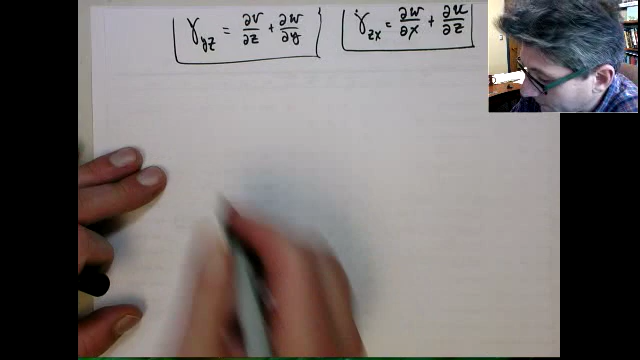 γyz = ∂v/∂z + ∂w/∂y
γzx = ∂w/∂x + ∂u/∂z